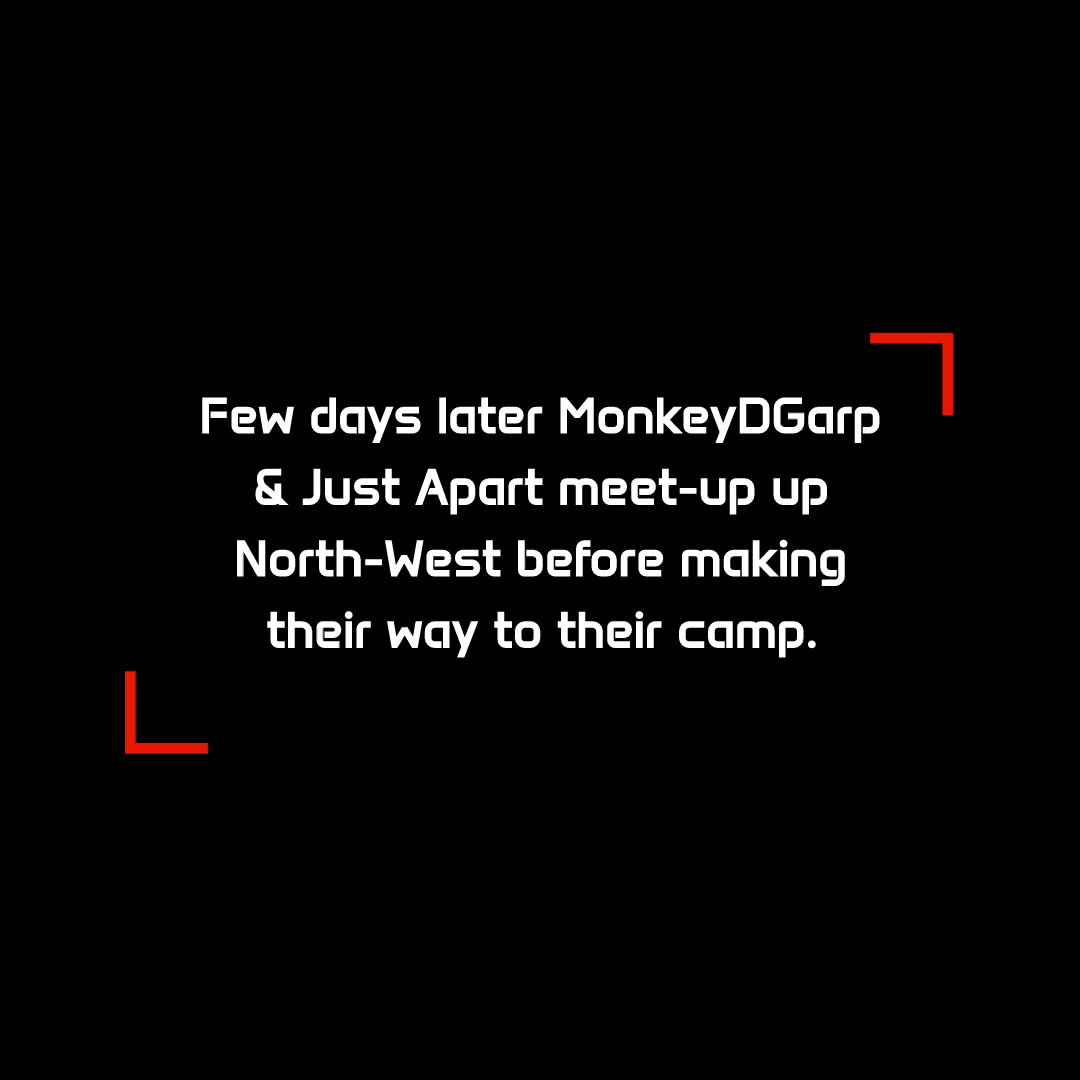 Few days later MonkeyDGarp
& Just Apart meet-up up
North-West before making
their way to their camp.